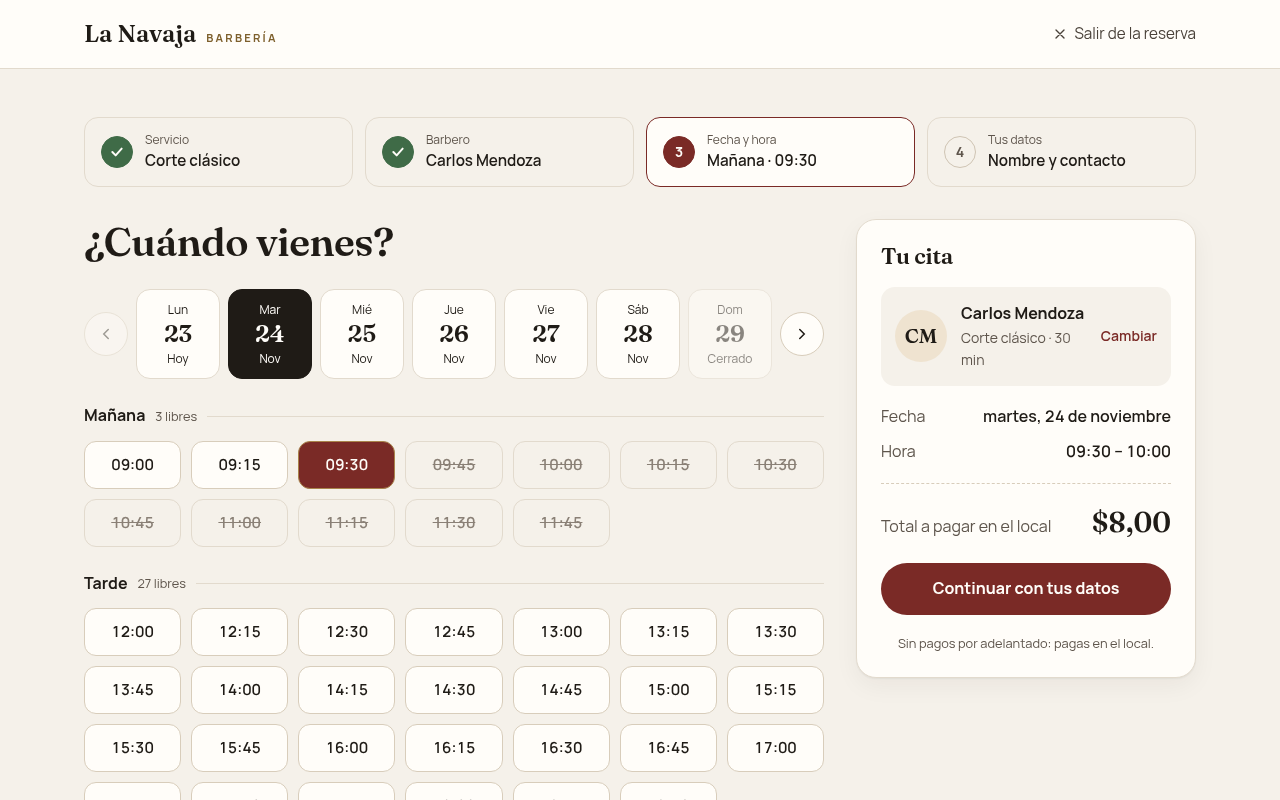 La Navaja BARBERÍA
Salir de la reserva
Servicio
Corte clásico
Barbero
Carlos Mendoza
3
Fecha y hora
Mañana · 09:30
4
Tus datos
Nombre y contacto
¿Cuándo vienes?
Lun
23
Hoy
Mar
24
Nov
Mié
25
Nov
Jue
26
Nov
Vie
27
Nov
Sáb
28
Nov
Dom
29
Cerrado
Mañana 3 libres
09:00 09:15 09:30 09:45 10:00 10:15 10:30
10:45 11:00 11:15 11:30 11:45
Tarde 27 libres
12:00 12:15 12:30 12:45 13:00 13:15 13:30
13:45 14:00 14:15 14:30 14:45 15:00 15:15
15:30 15:45 16:00 16:15 16:30 16:45 17:00
Tu cita
CM
Carlos Mendoza
Corte clásico · 30
min
Cambiar
Fecha martes, 24 de noviembre
Hora 09:30 – 10:00
Total a pagar en el local $8,00
Continuar con tus datos
Sin pagos por adelantado: pagas en el local.